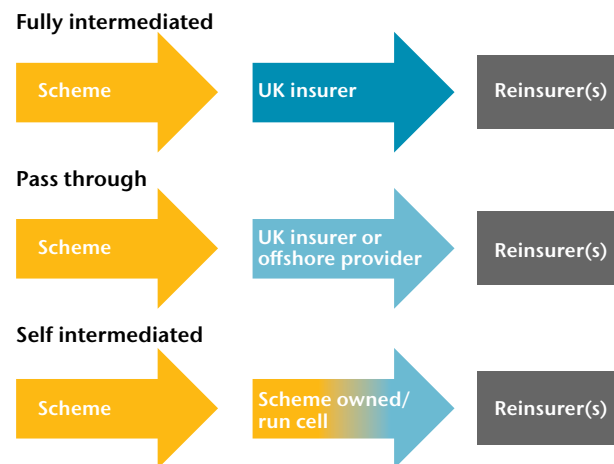 Fully intermediated
Scheme
UK insurer
Reinsurer(s)
Pass through
Scheme
UK insurer or
offshore provider
Reinsurer(s)
Self intermediated
Scheme
Scheme owned/
run cell
Reinsurer(s)